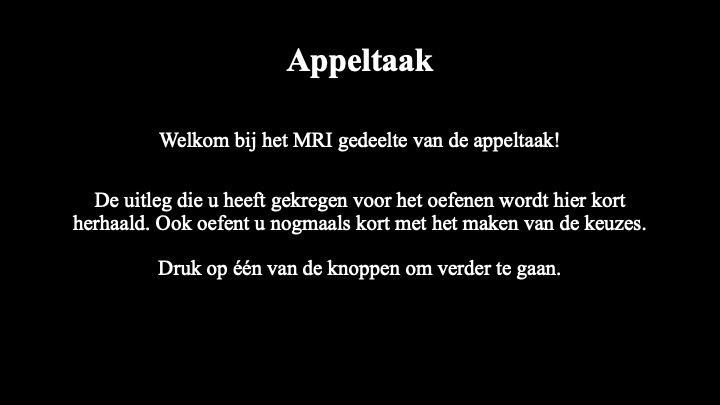 Appeltaak
Welkom bij het MRI gedeelte van de appeltaak!
De uitleg die u heeft gekregen voor het oefenen wordt hier kort
herhaald. Ook oefent u nogmaals kort met het maken van de keuzes.
Druk op één van de knoppen om verder te gaan.